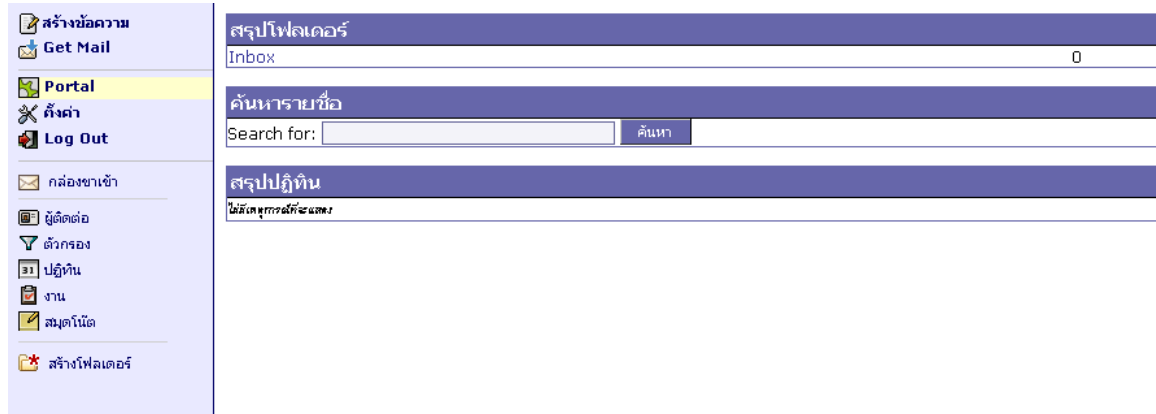 สร้างข้อความ
Get Mail
Portal
ตั้งค่า
Log Out
กล่องขาเข้า
ผู้ติดต่อ
ตัวกรอง
31 ปฏิทิน
งาน
สมุดโน๊ต
สร้างโฟลเดอร์
สรุปโฟลเดอร์
Inbox 0
ค้นหารายชื่อ
Search for: ค้นหา
สรุปปฏิทิน
ไม่มีเหตุการณ์ที่จะแสดง